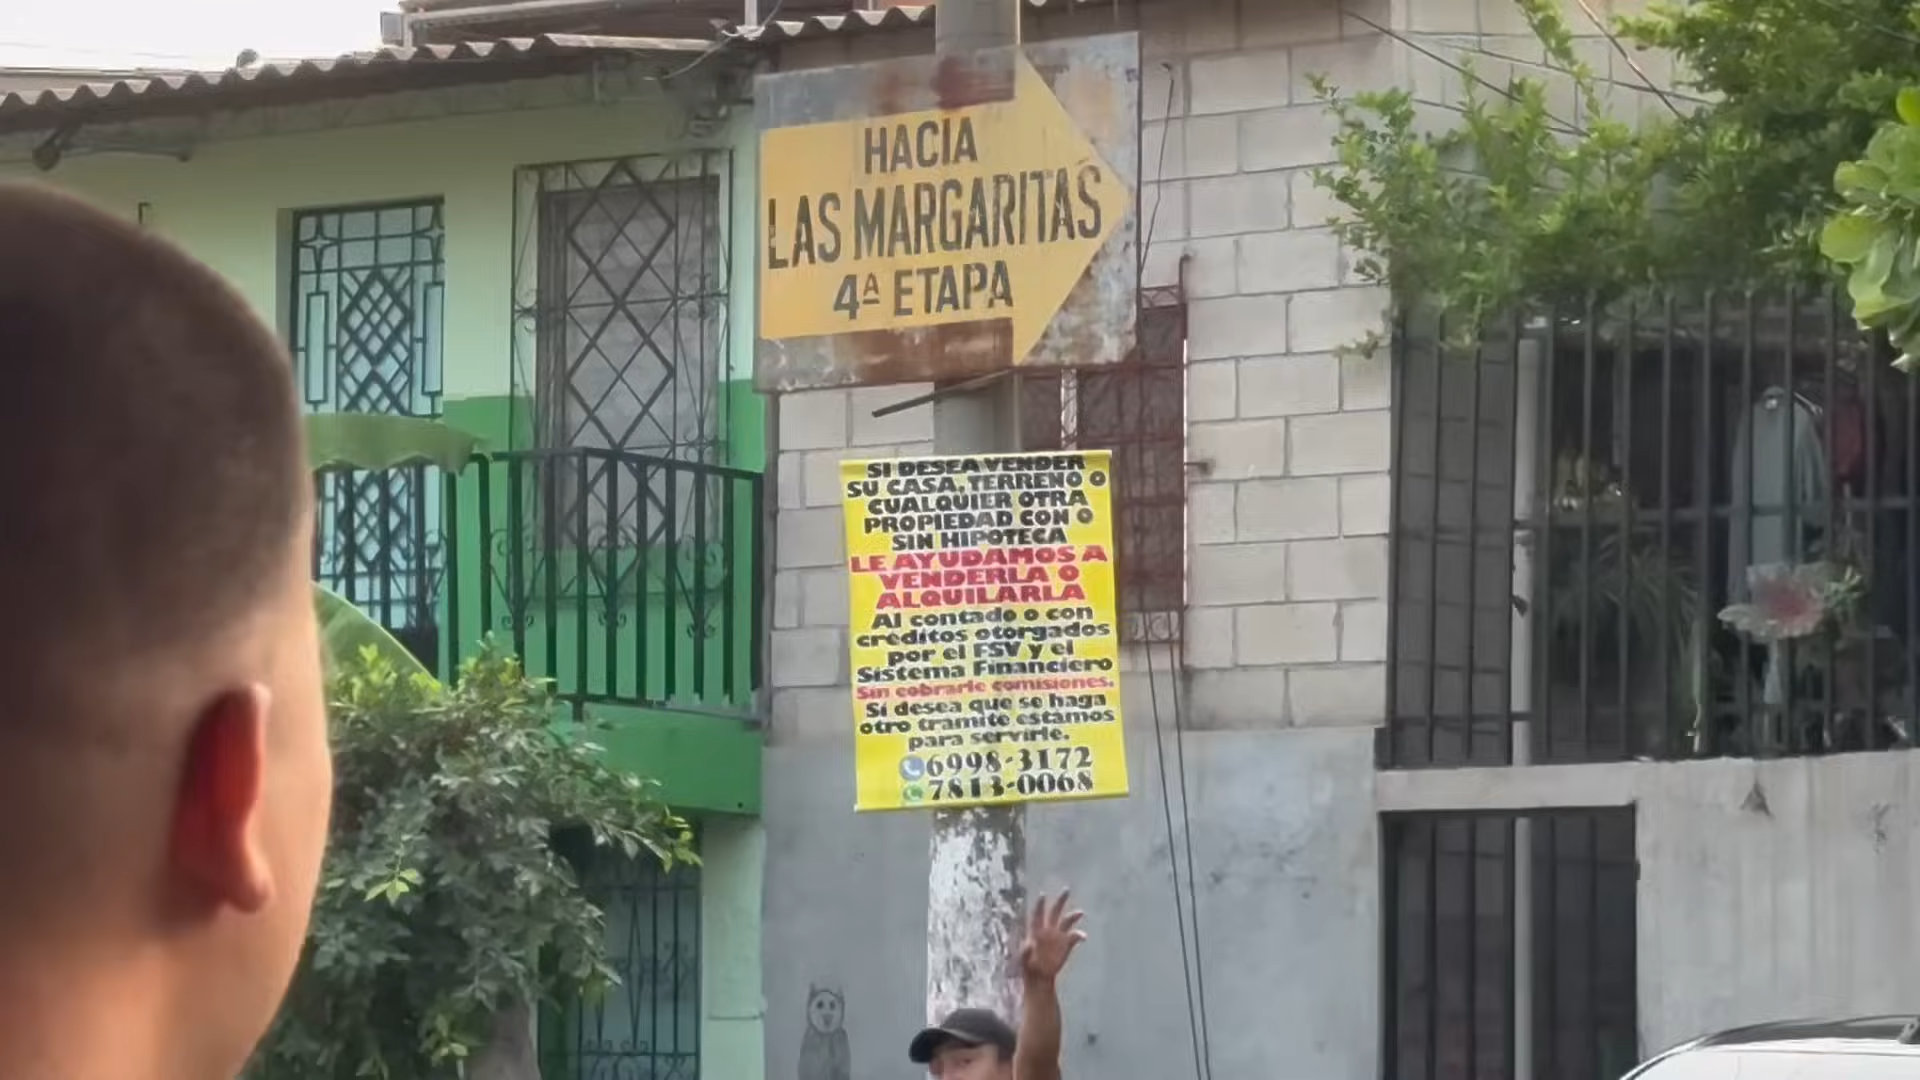 HACIA
LAS MARGARITAS
4ª ETAPA
SI DESEA VENDER
SU CASA, TERRENO O
CUALQUIER OTRA
PROPIEDAD CON O
SIN HIPOTECA
LE AYUDAMOS A
VENDERLA O
ALQUILARLA
Al contado o con
creditos otorgados
por el FSV y el
Sistema Financiero
Sin cobrarle comisiones.
Si desea que se haga
otro tramite estamos
para servirle.
6998-3172
7813-0068